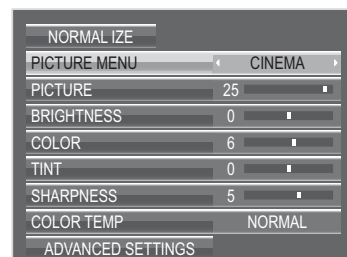 NORMAL IZE
PICTURE MENU CINEMA
PICTURE 25
BRIGHTNESS 0
COLOR 6
TINT 0
SHARPNESS 5
COLOR TEMP NORMAL
ADVANCED SETTINGS